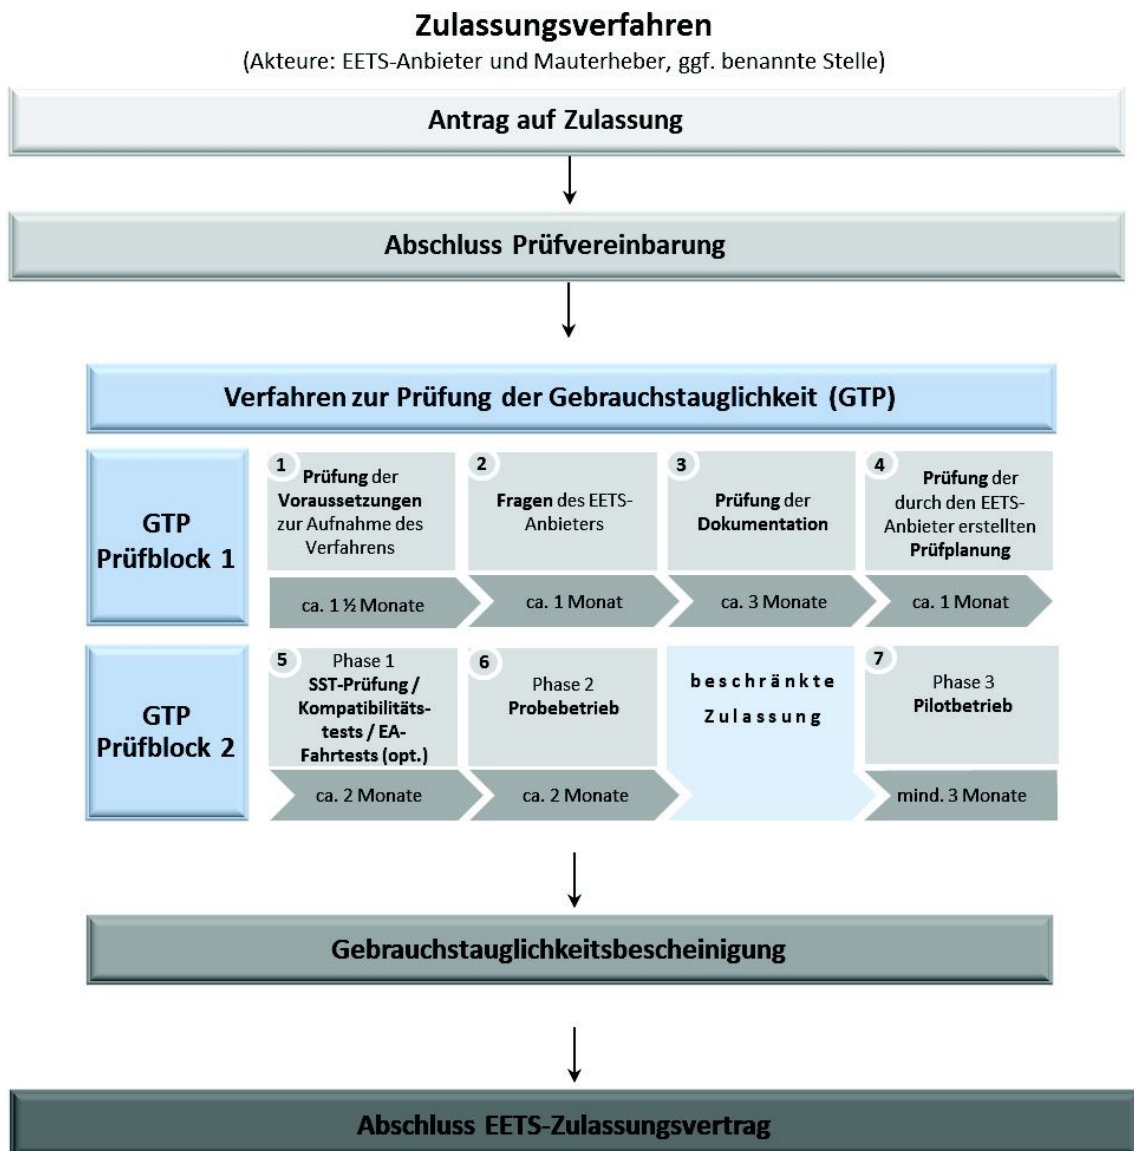 Zulassungsverfahren
(Akteure: EETS-Anbieter und Mauterheber, ggf. benannte Stelle)
Antrag auf Zulassung
Abschluss Prüfvereinbarung
Verfahren zur Prüfung der Gebrauchstauglichkeit (GTP)
GTP
Prüfblock 1
1
Prüfung der
Voraussetzungen
zur Aufnahme des
Verfahrens
ca. 1 ½ Monate
2
Fragen des EETS-
Anbieters
ca. 1 Monat
3
Prüfung der
Dokumentation
ca. 3 Monate
4
Prüfung der
durch den EETS-
Anbieter erstellten
Prüfplanung
ca. 1 Monat
GTP
Prüfblock 2
5
Phase 1
SST-Prüfung /
Kompatibilitäts-
tests / EA-
Fahrtests (opt.)
ca. 2 Monate
6
Phase 2
Probebetrieb
ca. 2 Monate
beschränkte
Zulassung
7
Phase 3
Pilotbetrieb
mind. 3 Monate
Gebrauchstauglichkeitsbescheinigung
Abschluss EETS-Zulassungsvertrag